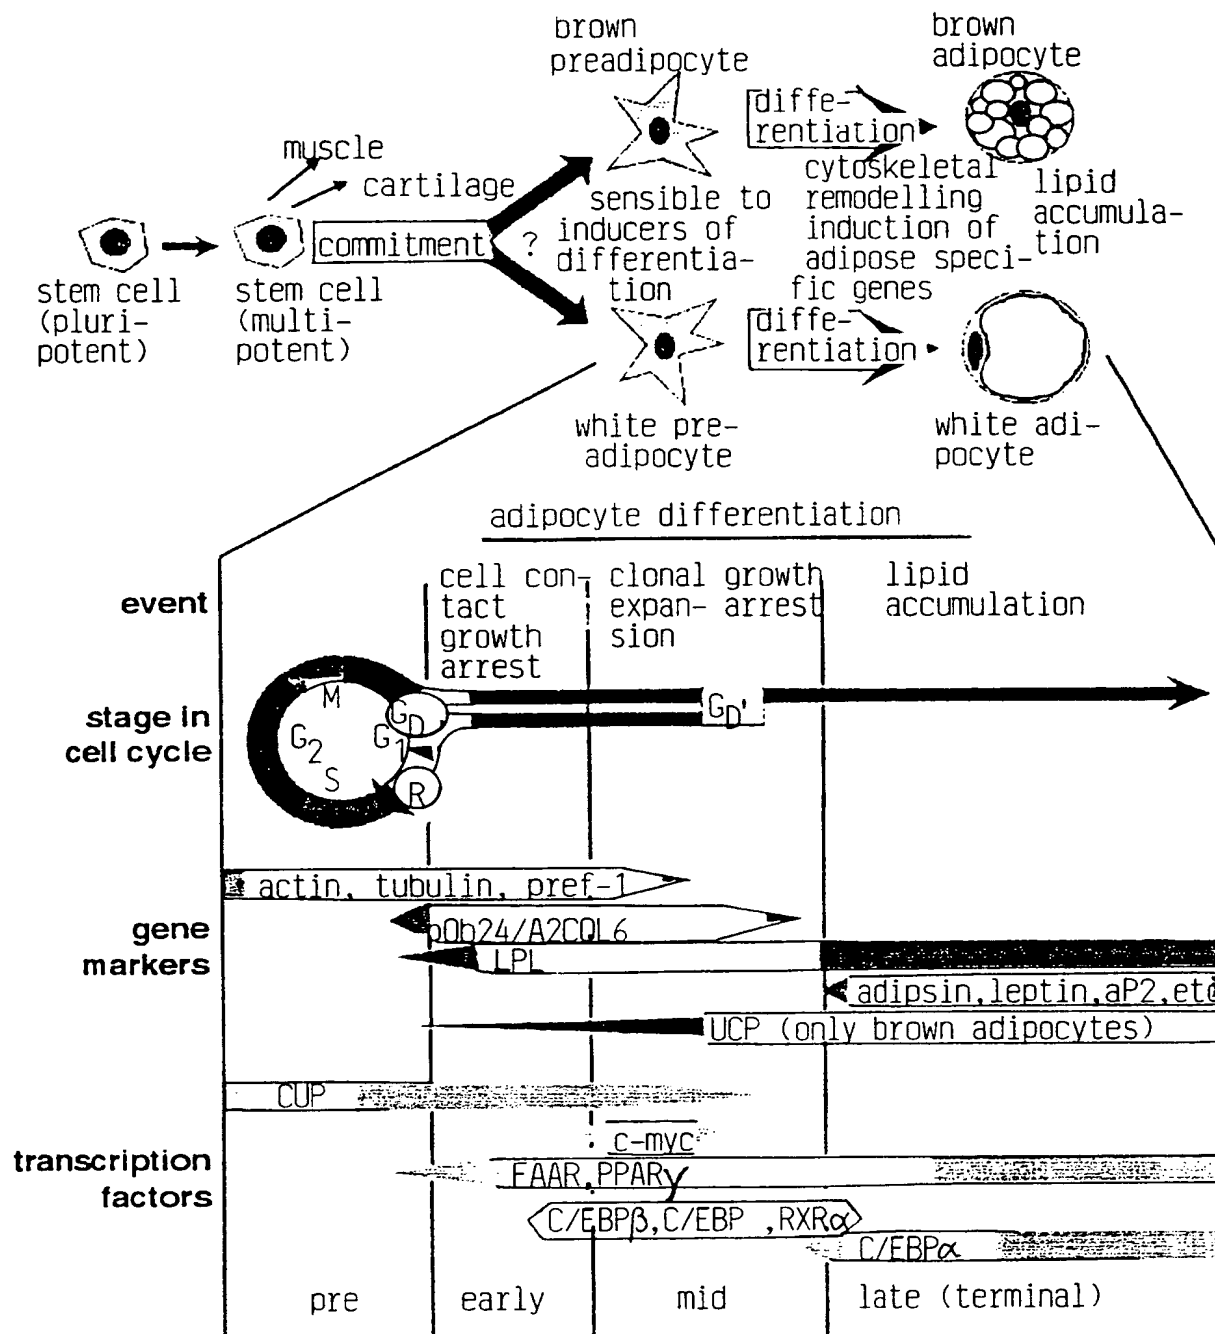 brown
preadipocyte
brown
adipocyte
diffe-
rentiation
muscle
cartilage
commitment
?
sensible to
inducers of
differentia-
tion
cytoskeletal
remodelling
induction of
adipose speci-
fic genes
lipid
accumula-
tion
stem cell
(pluri-
potent)
stem cell
(multi-
potent)
diffe-
rentiation
white pre-
adipocyte
white adi-
pocyte
adipocyte differentiation
event
cell con-
tact
growth
arrest
clonal growth
expan- arrest
sion
lipid
accumulation
stage in
cell cycle
M
G2
S
G1
GD
R
GD'
gene
markers
actin, tubulin, pref-1
pOb24/A2COL6
LPL
adipsin,leptin,aP2,etc
UCP (only brown adipocytes)
transcription
factors
CUP
c-myc
FAAR,PPARγ
C/EBPβ,C/EBP ,RXRα
C/EBPα
pre
early
mid
late (terminal)